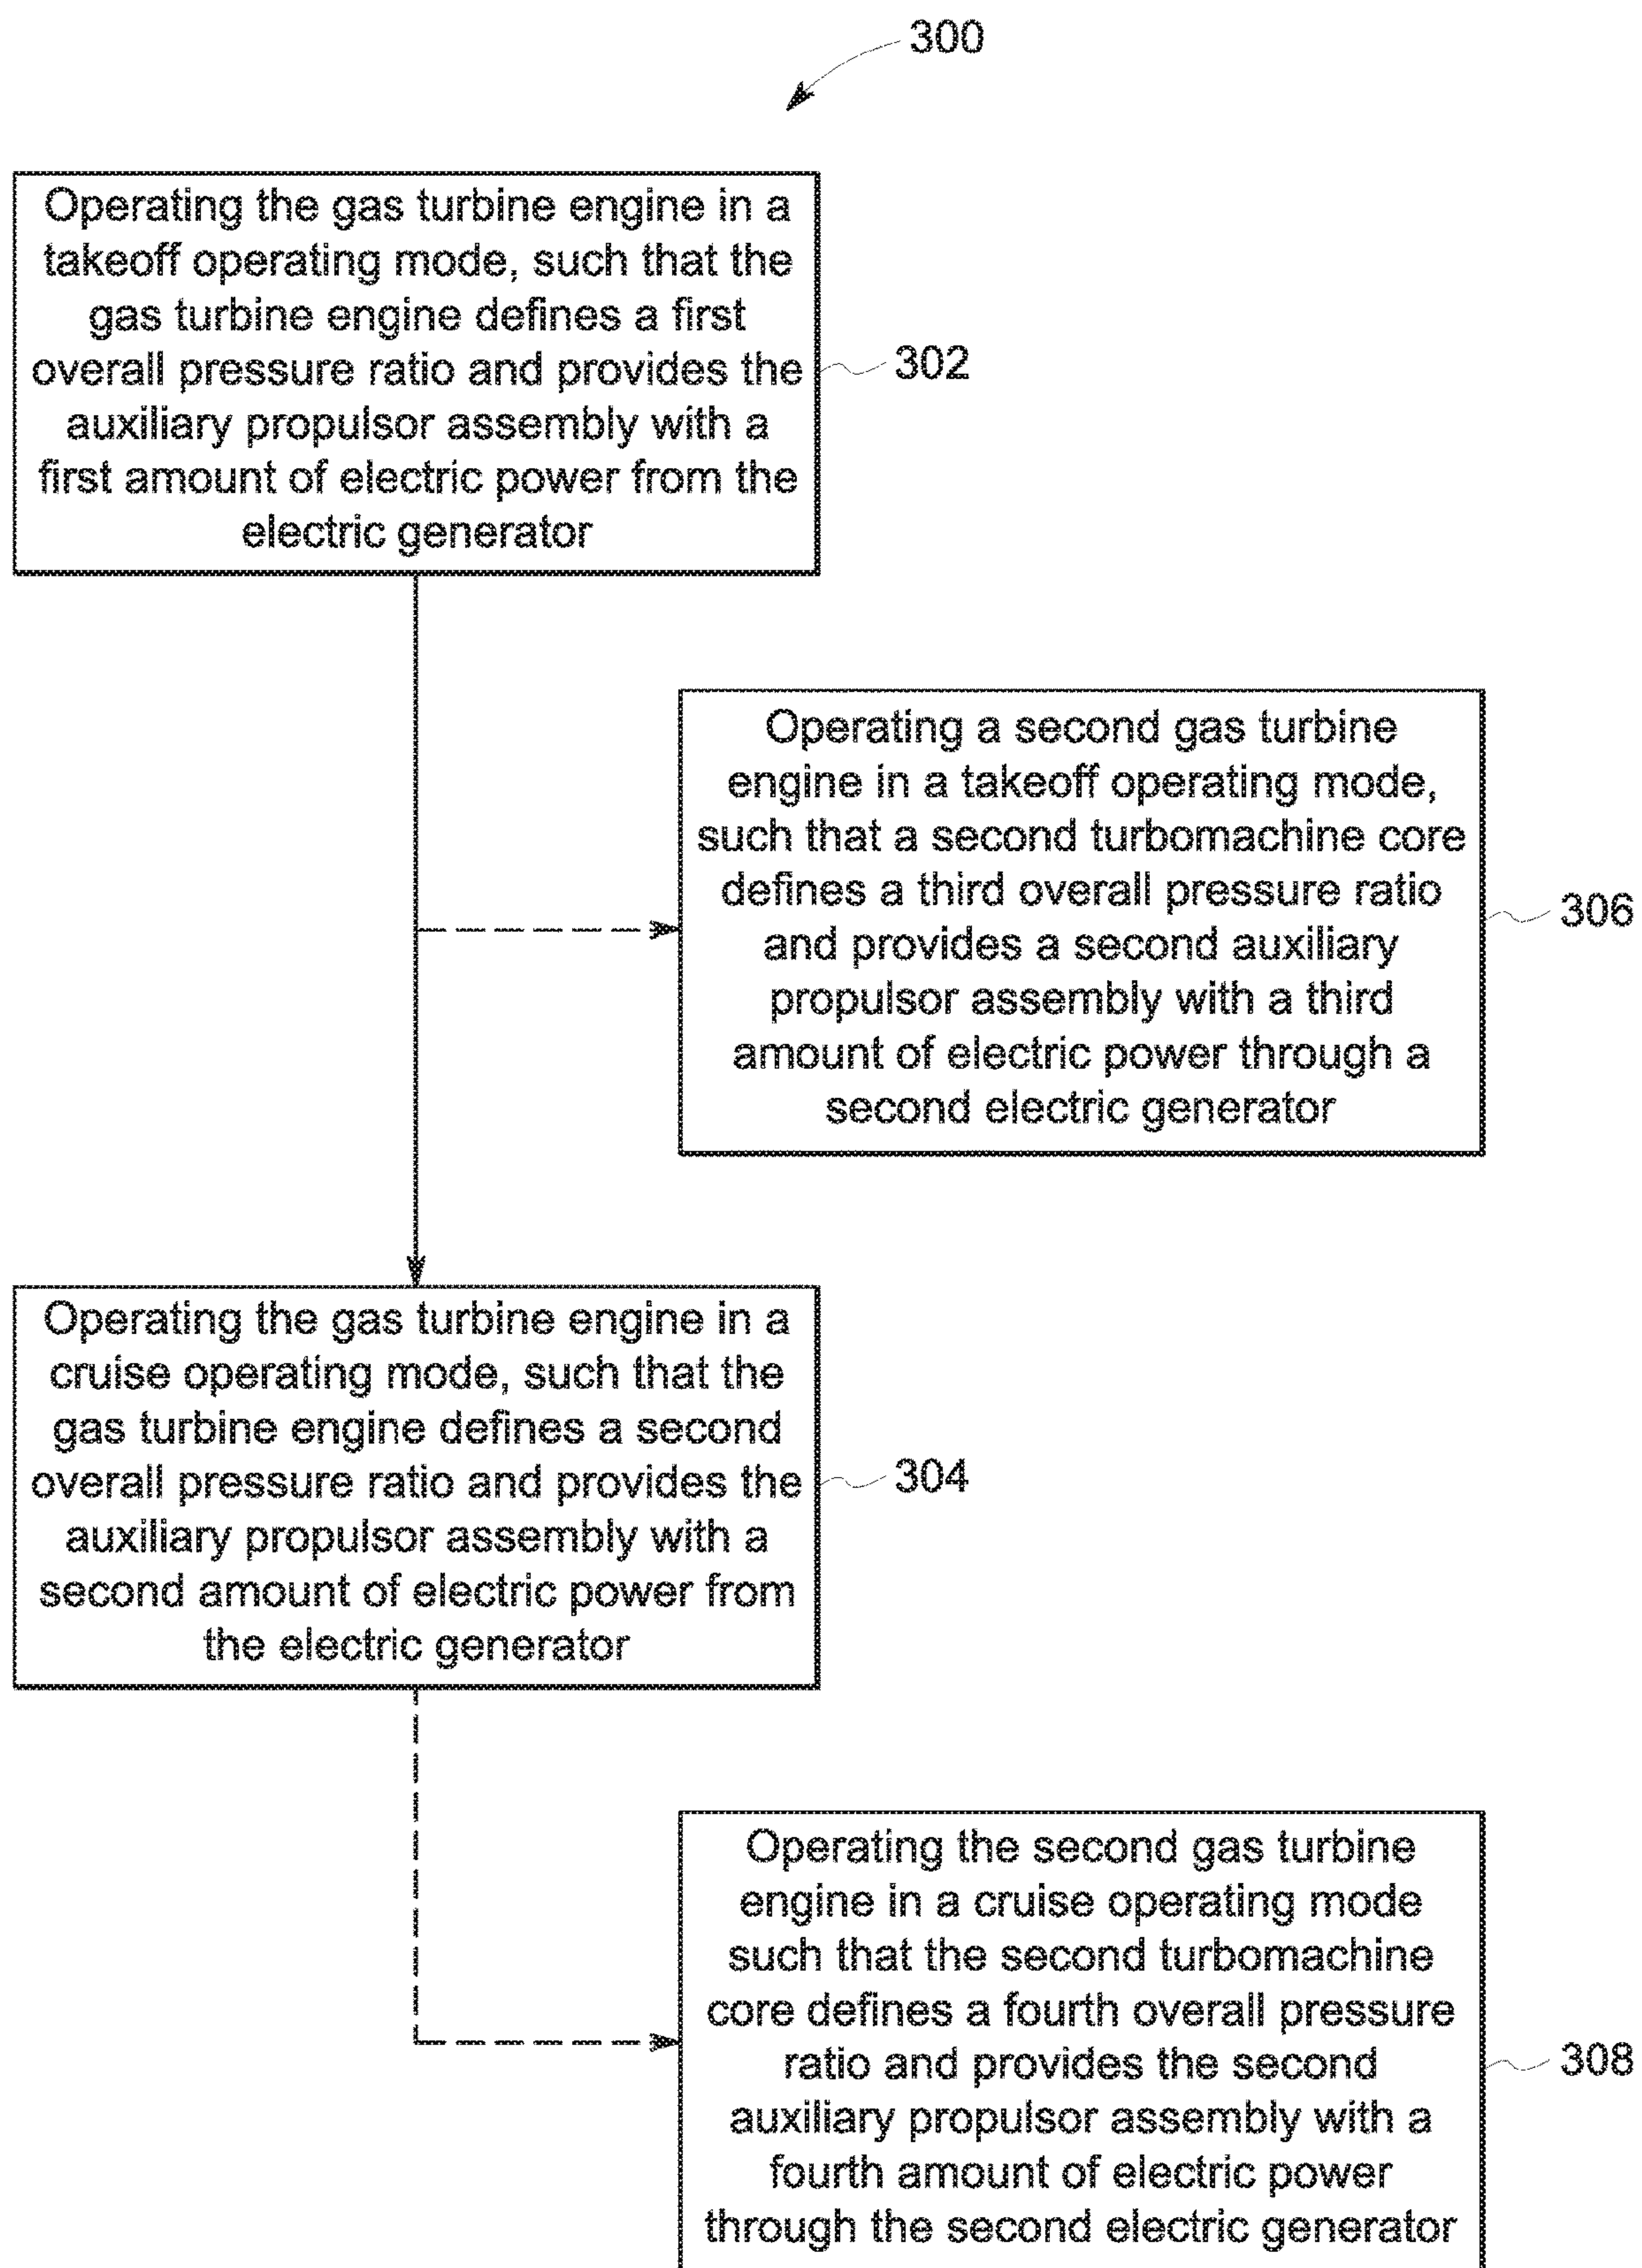 300
Operating the gas turbine engine in a
takeoff operating mode, such that the
gas turbine engine defines a first
overall pressure ratio and provides the
auxiliary propulsor assembly with a
first amount of electric power from the
electric generator
302
Operating a second gas turbine
engine in a takeoff operating mode,
such that a second turbomachine core
defines a third overall pressure ratio
and provides a second auxiliary
propulsor assembly with a third
amount of electric power through a
second electric generator
306
Operating the gas turbine engine in a
cruise operating mode, such that the
gas turbine engine defines a second
overall pressure ratio and provides the
auxiliary propulsor assembly with a
second amount of electric power from
the electric generator
304
Operating the second gas turbine
engine in a cruise operating mode
such that the second turbomachine
core defines a fourth overall pressure
ratio and provides the second
auxiliary propulsor assembly with a
fourth amount of electric power
through the second electric generator
308